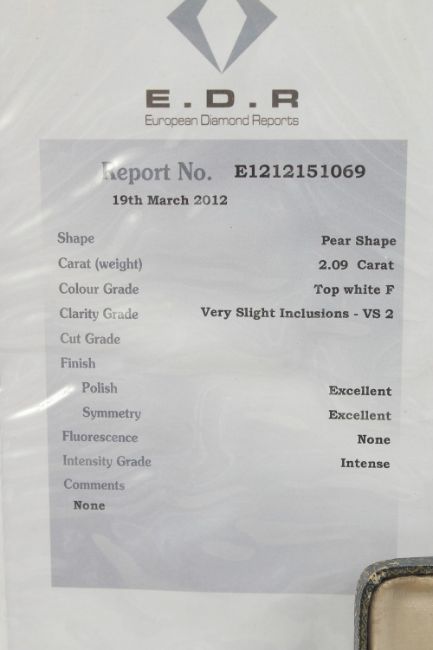 E.D.R
European Diamond Reports
Report No. E1212151069
19th March 2012
Shape Pear Shape
Carat (weight) 2.09 Carat
Colour Grade Top white F
Clarity Grade Very Slight Inclusions - VS 2
Cut Grade
Finish
Polish Excellent
Symmetry Excellent
Fluorescence None
Intensity Grade Intense
Comments
None